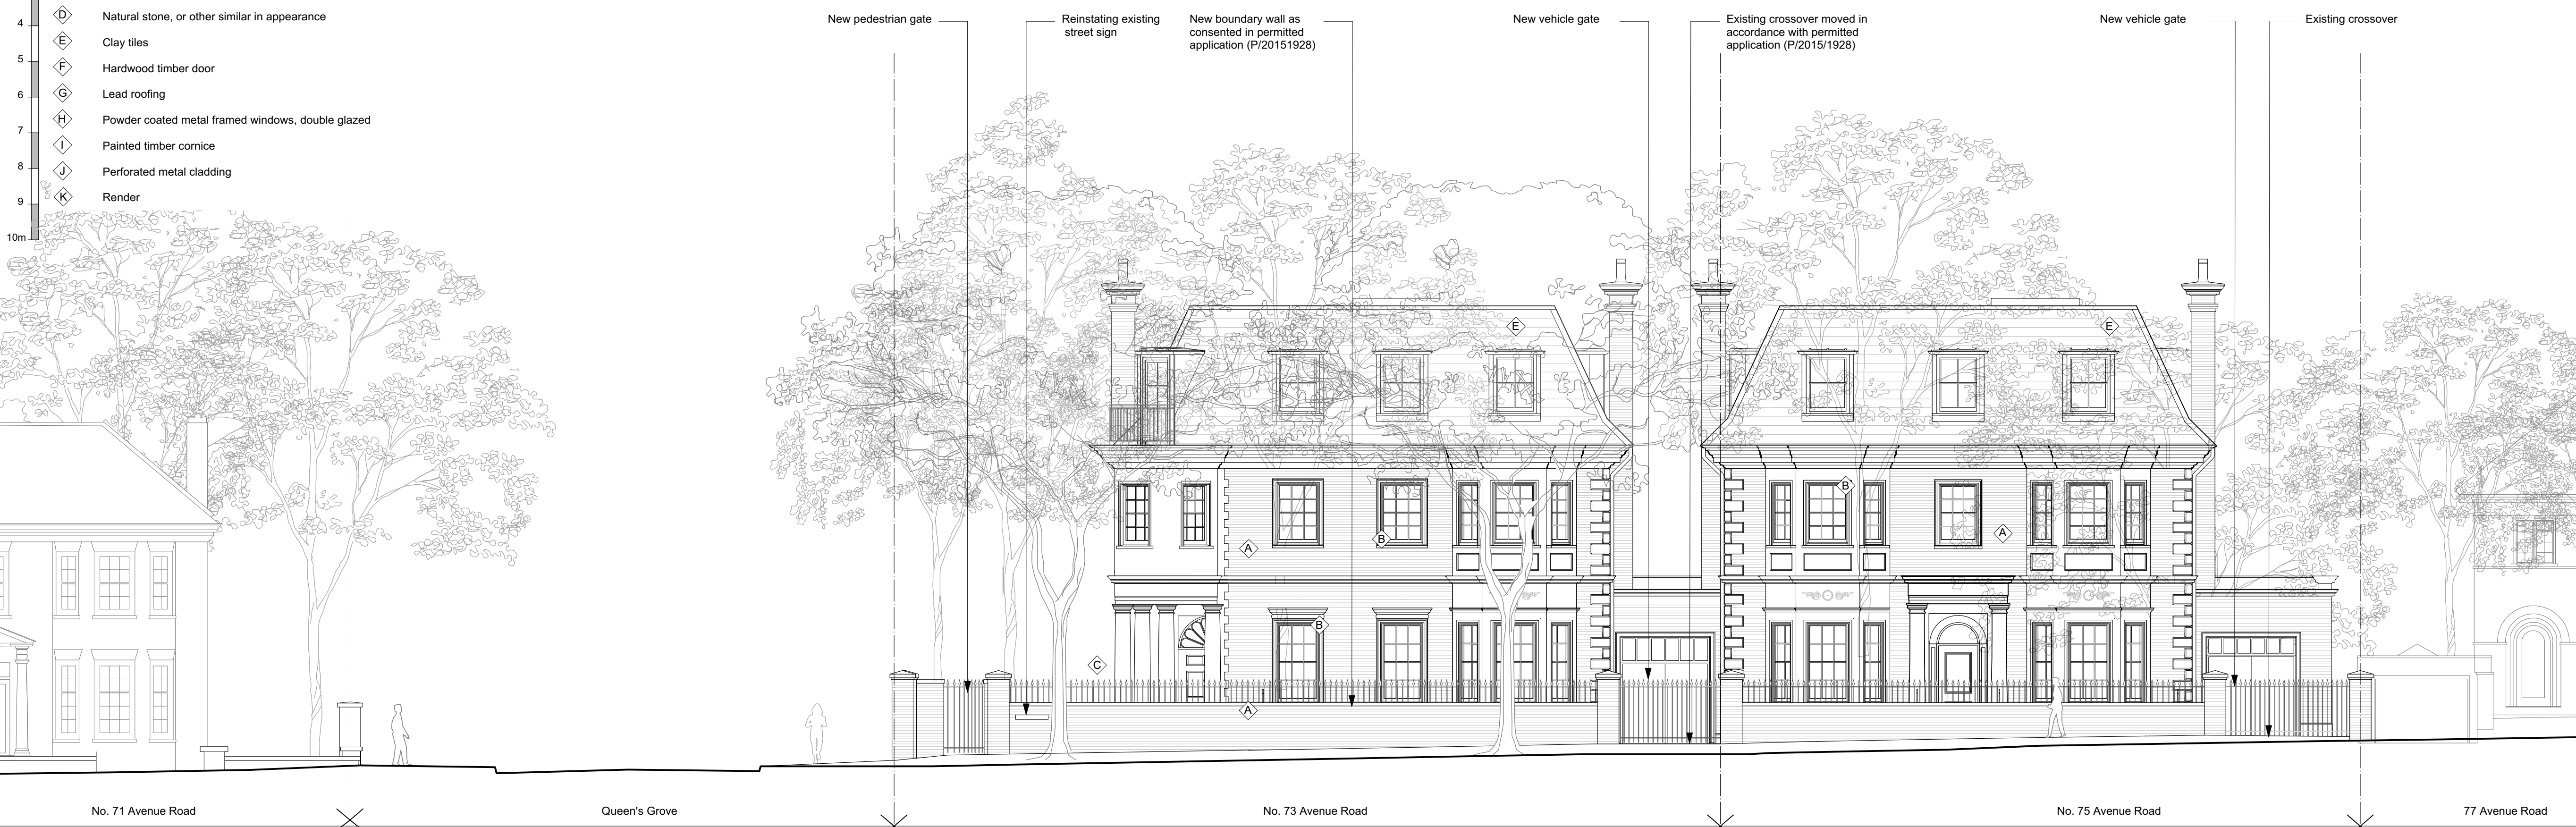 4
5
6
7
8
9
10m
D Natural stone, or other similar in appearance
E Clay tiles
F Hardwood timber door
G Lead roofing
H Powder coated metal framed windows, double glazed
I Painted timber cornice
J Perforated metal cladding
K Render
New pedestrian gate
Reinstating existing
street sign
New boundary wall as
consented in permitted
application (P/20151928)
New vehicle gate
Existing crossover moved in
accordance with permitted
application (P/2015/1928)
New vehicle gate
Existing crossover
E
E
B
A
B
A
B
C
A
No. 71 Avenue Road
Queen's Grove
No. 73 Avenue Road
No. 75 Avenue Road
77 Avenue Road